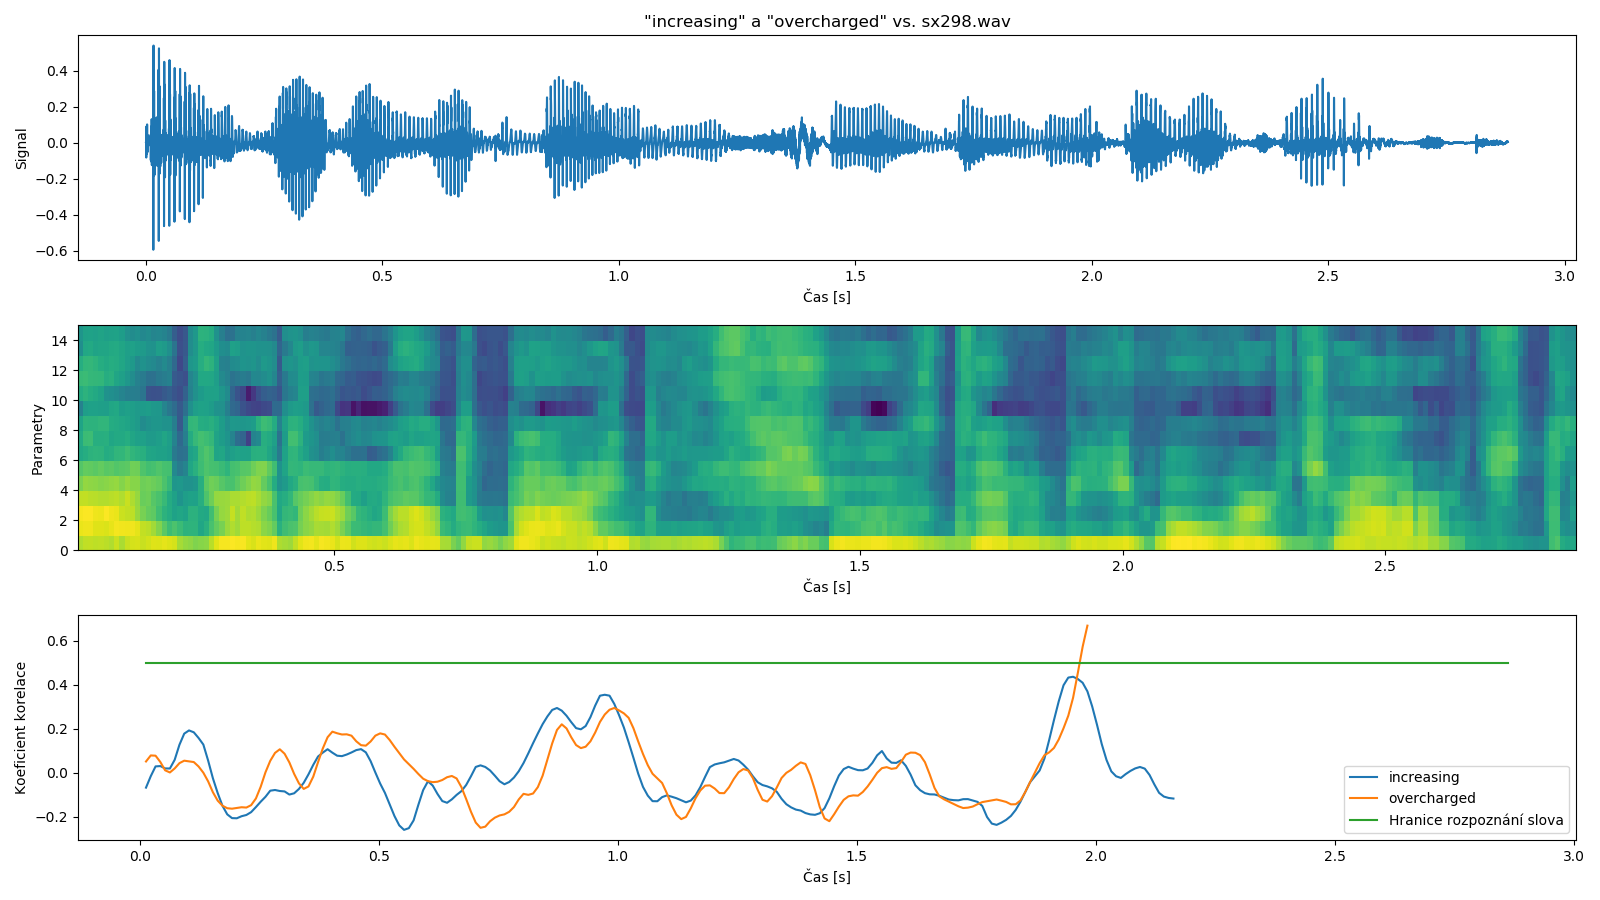 "increasing" a "overcharged" vs. sx298.wav
Signal
0.4
0.2
0.0
−0.2
−0.4
−0.6
0.0 0.5 1.0 1.5 2.0 2.5 3.0
Čas [s]
Parametry
14
12
10
8
6
4
2
0
0.5 1.0 1.5 2.0 2.5
Čas [s]
Koeficient korelace
0.6
0.4
0.2
0.0
−0.2
increasing
overcharged
Hranice rozpoznání slova
0.0 0.5 1.0 1.5 2.0 2.5 3.0
Čas [s]